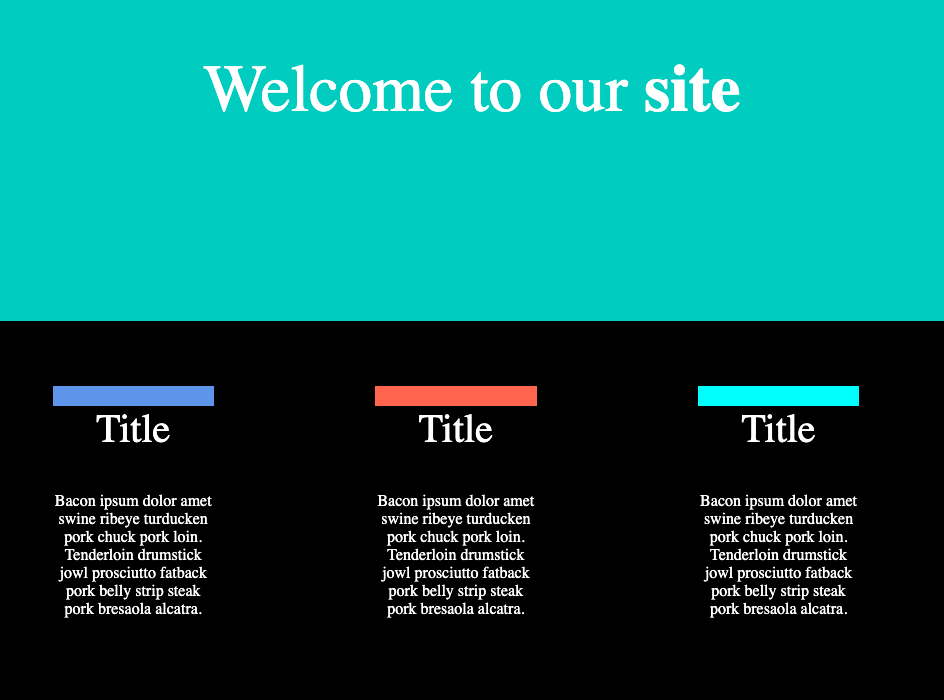 Welcome to our site
Title
Bacon ipsum dolor amet
swine ribeye turducken
pork chuck pork loin.
Tenderloin drumstick
jowl prosciutto fatback
pork belly strip steak
pork bresaola alcatra.
Title
Bacon ipsum dolor amet
swine ribeye turducken
pork chuck pork loin.
Tenderloin drumstick
jowl prosciutto fatback
pork belly strip steak
pork bresaola alcatra.
Title
Bacon ipsum dolor amet
swine ribeye turducken
pork chuck pork loin.
Tenderloin drumstick
jowl prosciutto fatback
pork belly strip steak
pork bresaola alcatra.